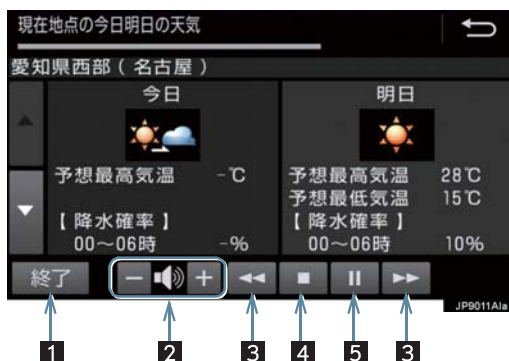 現在地点の今日明日の天気
愛知県西部(名古屋)
今日
予想最高気温 -℃
【降水確率】
00～06時 -%
明日
予想最高気温 28℃
予想最低気温 15℃
【降水確率】
00～06時 10%
終了 - +
JP9011AIa
1 2 3 4 5 3